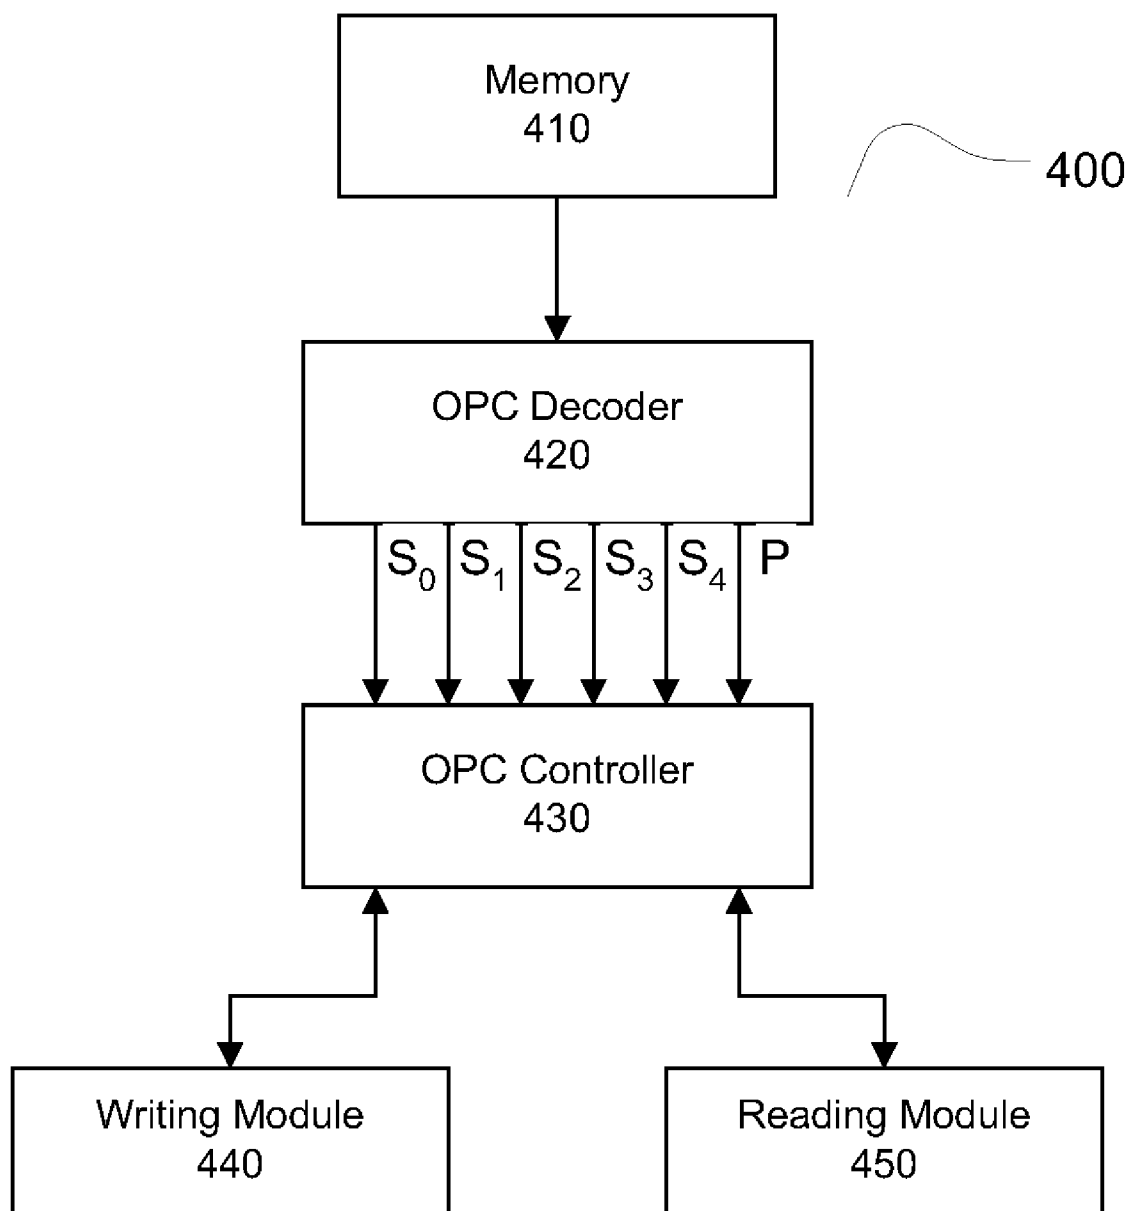 Memory
410
400
OPC Decoder
420
S₀ S₁ S₂ S₃ S₄ P
OPC Controller
430
Writing Module
440
Reading Module
450